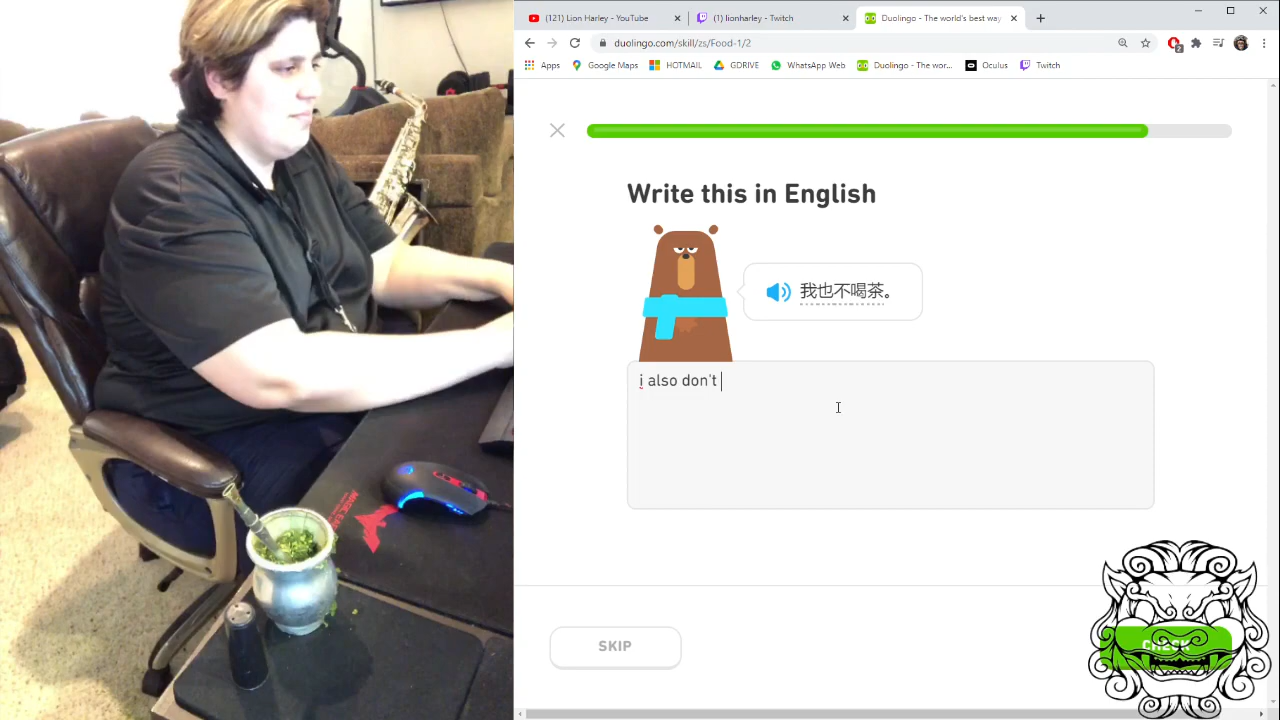 (121) Lion Harley - YouTube
(1) lionharley - Twitch
Duolingo - The world's best way
duolingo.com/skill/zs/Food-1/2
Apps
Google Maps
HOTMAIL
GDRIVE
WhatsApp Web
Duolingo - The wor...
Oculus
Twitch
Write this in English
我也不喝茶。
i also don't
SKIP
CHECK